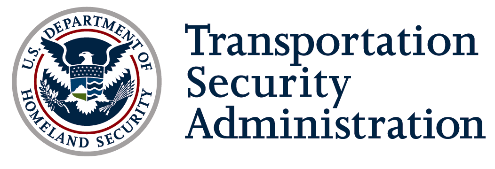 U.S. DEPARTMENT OF
HOMELAND SECURITY
Transportation
Security
Administration